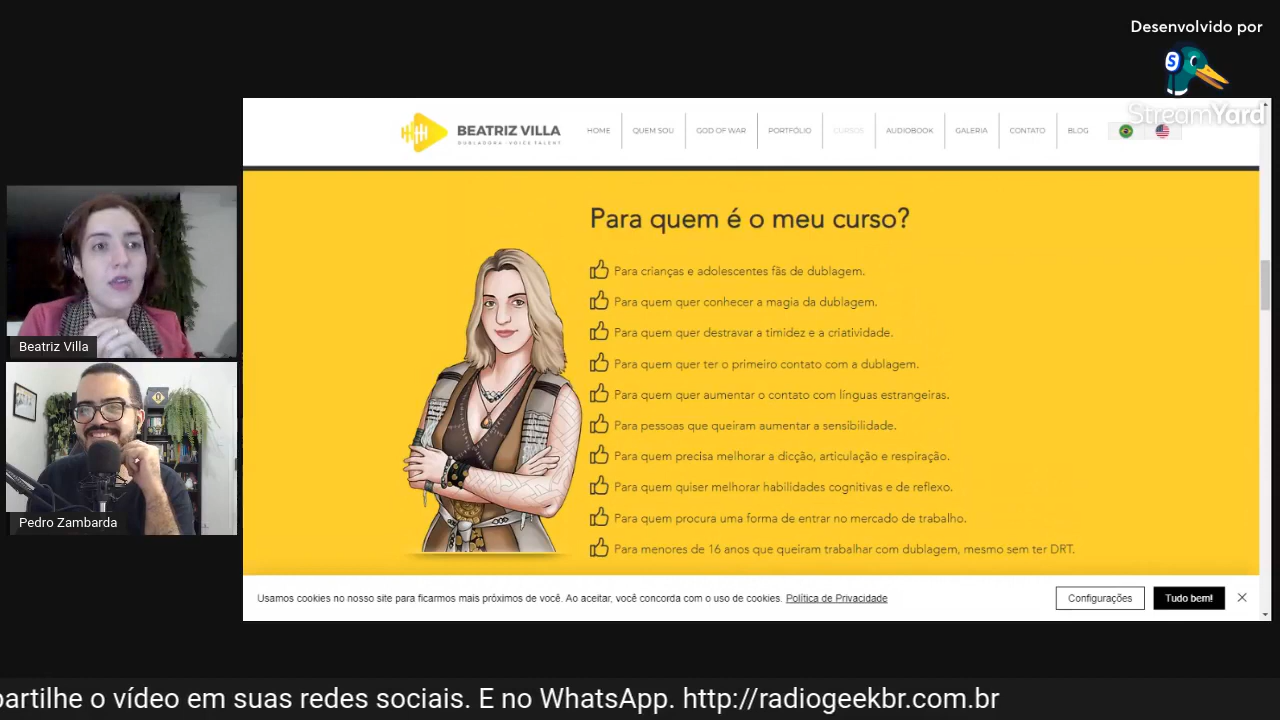 Desenvolvido por
StreamYard
BEATRIZ VILLA
DUBLADORA · VOICE TALENT
HOME
QUEM SOU
GOD OF WAR
PORTFÓLIO
CURSOS
AUDIOBOOK
GALERIA
CONTATO
BLOG
Para quem é o meu curso?
Para crianças e adolescentes fãs de dublagem.
Para quem quer conhecer a magia da dublagem.
Para quem quer destravar a timidez e a criatividade.
Para quem quer ter o primeiro contato com a dublagem.
Para quem quer aumentar o contato com línguas estrangeiras.
Para pessoas que queiram aumentar a sensibilidade.
Para quem precisa melhorar a dicção, articulação e respiração.
Para quem quiser melhorar habilidades cognitivas e de reflexo.
Para quem procura uma forma de entrar no mercado de trabalho.
Para menores de 16 anos que queiram trabalhar com dublagem, mesmo sem ter DRT.
Beatriz Villa
Pedro Zambarda
Usamos cookies no nosso site para ficarmos mais próximos de você. Ao aceitar, você concorda com o uso de cookies. Política de Privacidade
Configurações
Tudo bem!
partilhe o vídeo em suas redes sociais. E no WhatsApp. http://radiogeekbr.com.br